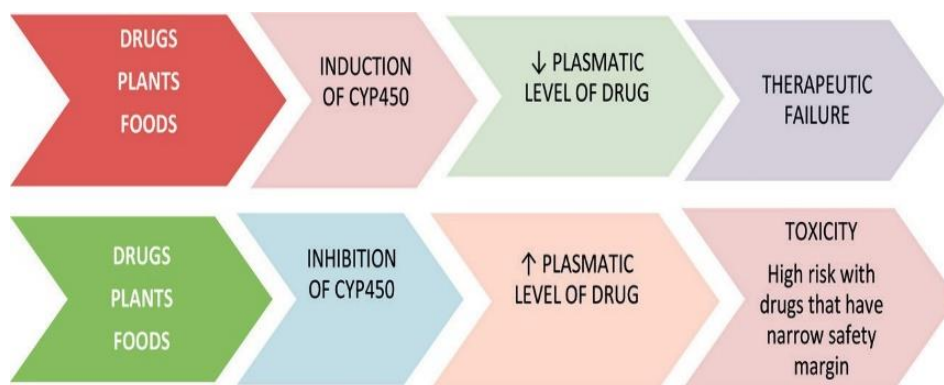 DRUGS
PLANTS
FOODS
INDUCTION
OF CYP450
↓ PLASMATIC
LEVEL OF DRUG
THERAPEUTIC
FAILURE
DRUGS
PLANTS
FOODS
INHIBITION
OF CYP450
↑ PLASMATIC
LEVEL OF DRUG
TOXICITY
High risk with
drugs that have
narrow safety
margin